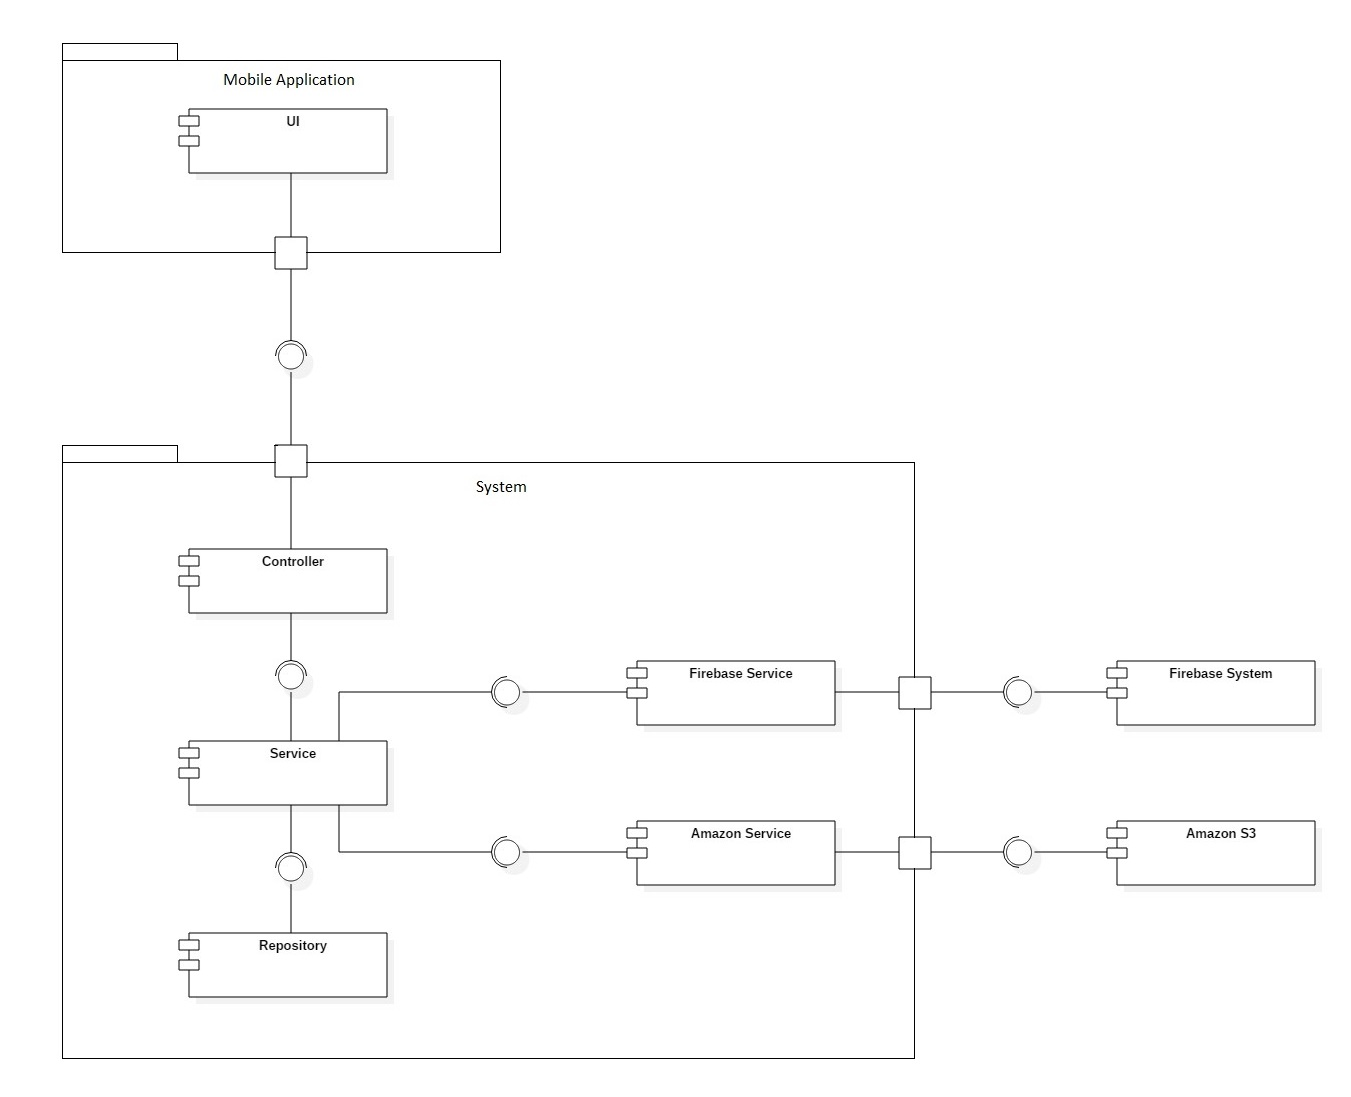 Mobile Application
UI
System
Controller
Firebase Service
Firebase System
Service
Amazon Service
Amazon S3
Repository